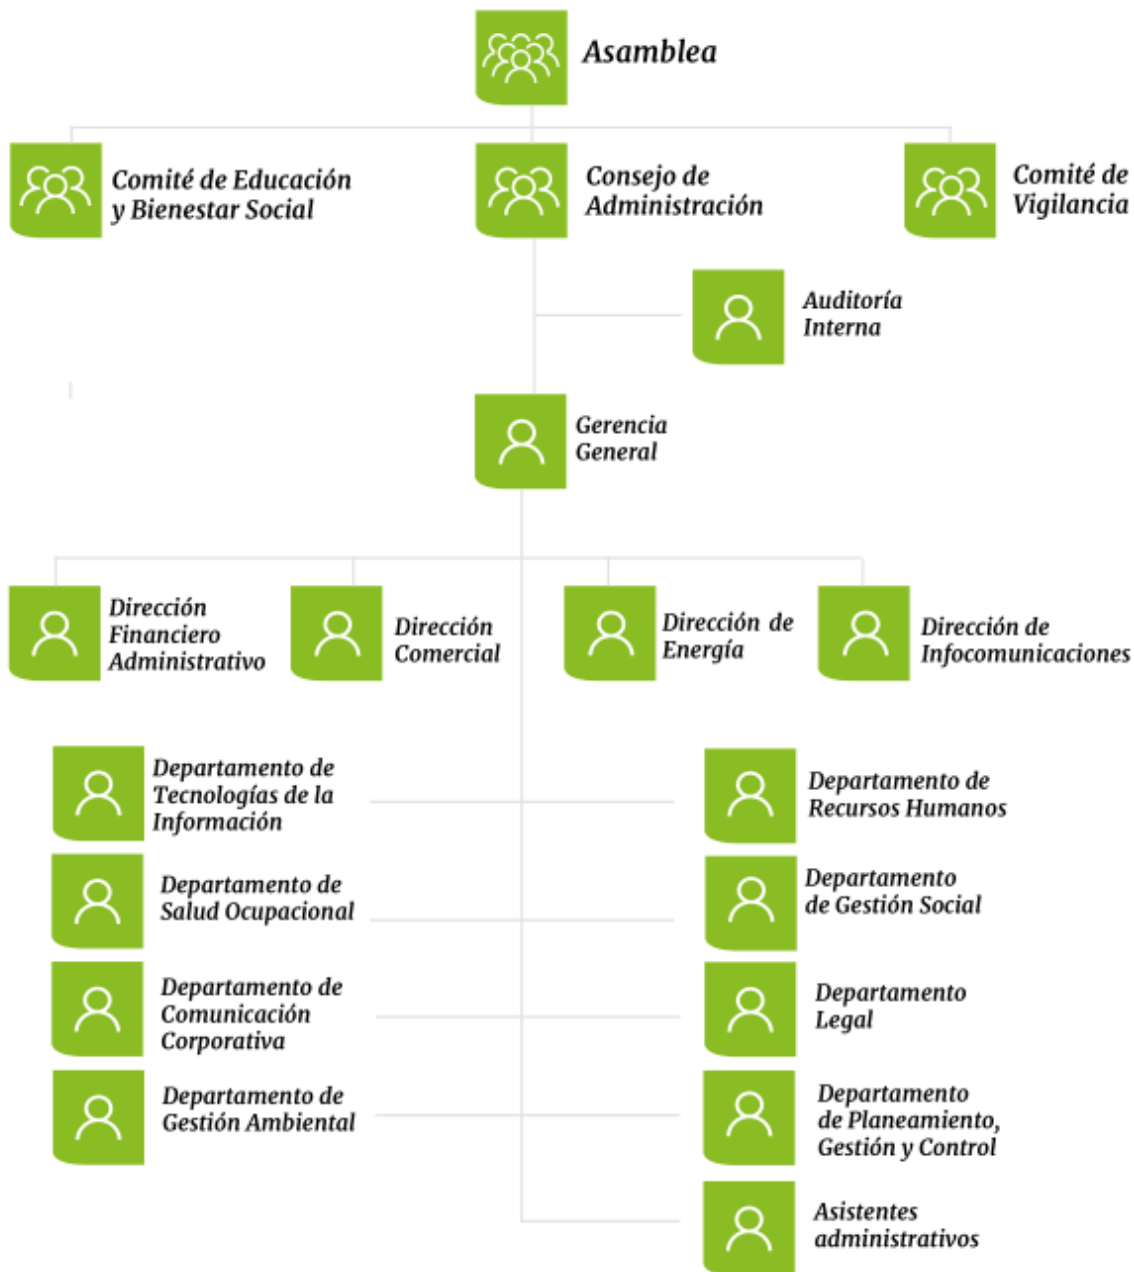 Asamblea
Comité de Educación
y Bienestar Social
Consejo de
Administración
Comité de
Vigilancia
Auditoría
Interna
Gerencia
General
Dirección
Financiero
Administrativo
Dirección
Comercial
Dirección de
Energía
Dirección de
Infocomunicaciones
Departamento de
Tecnologías de la
Información
Departamento de
Recursos Humanos
Departamento de
Salud Ocupacional
Departamento
de Gestión Social
Departamento de
Comunicación
Corporativa
Departamento
Legal
Departamento de
Gestión Ambiental
Departamento
de Planeamiento,
Gestión y Control
Asistentes
administrativos